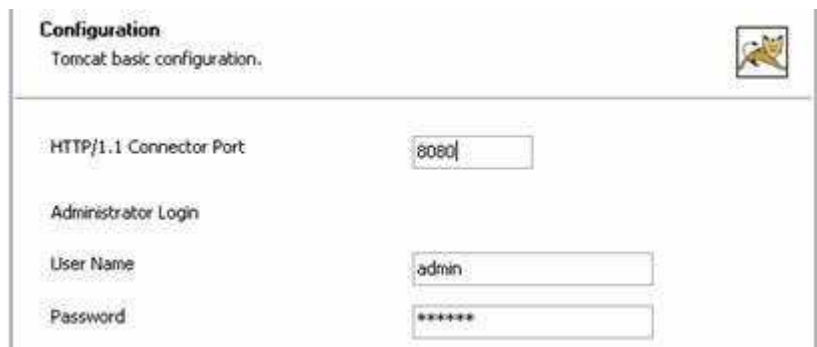 Configuration
Tomcat basic configuration.
HTTP/1.1 Connector Port 8080
Administrator Login
User Name admin
Password ******